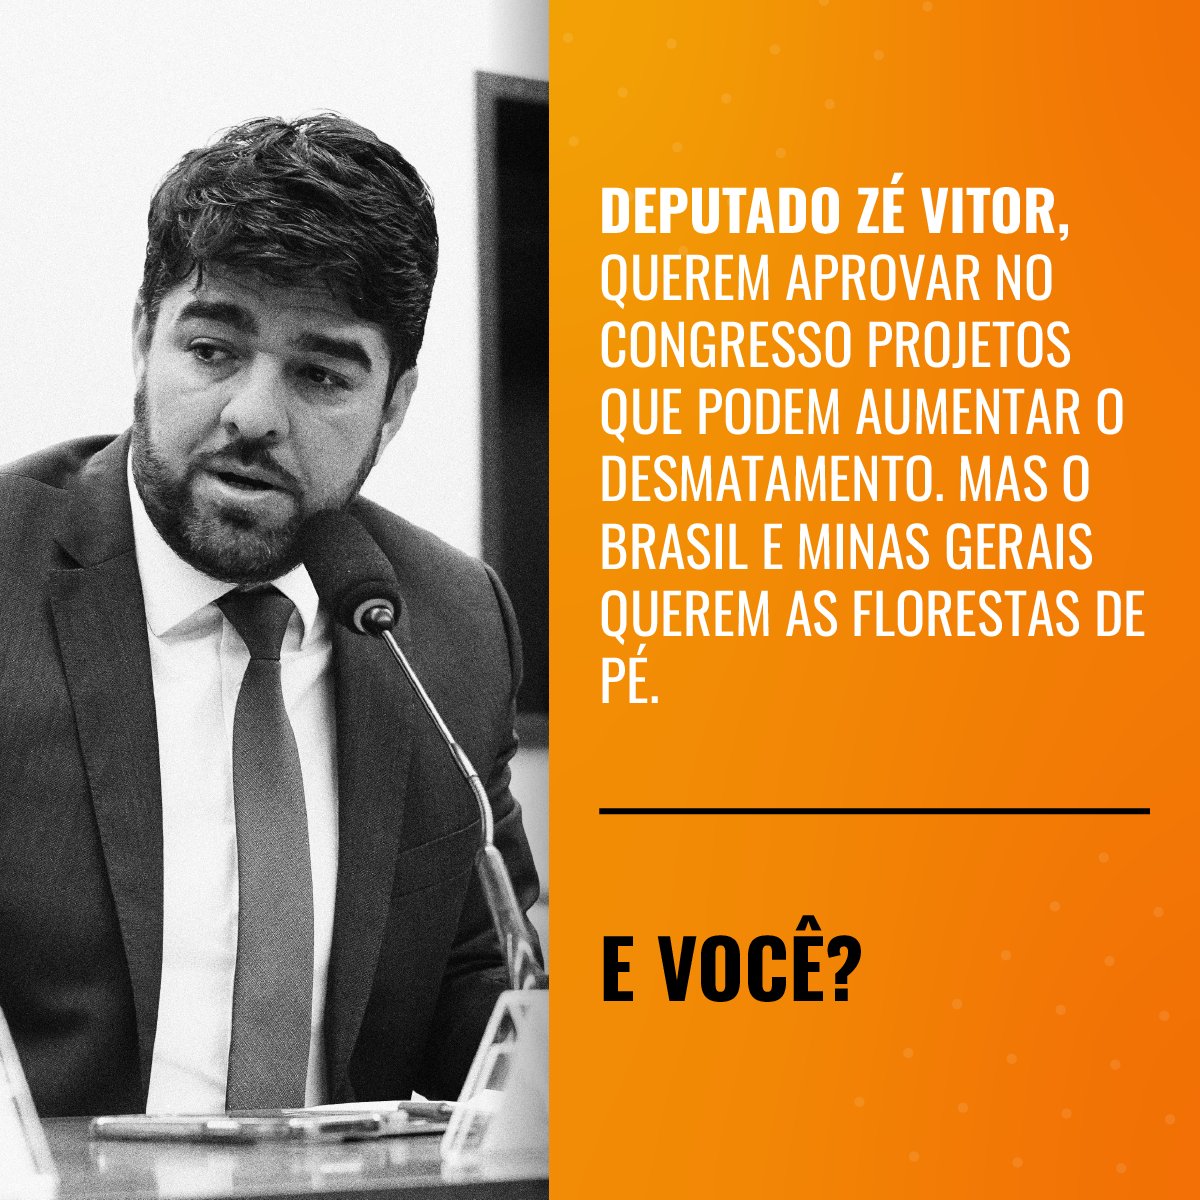 DEPUTADO ZÉ VITOR,
QUEREM APROVAR NO
CONGRESSO PROJETOS
QUE PODEM AUMENTAR O
DESMATAMENTO. MAS O
BRASIL E MINAS GERAIS
QUEREM AS FLORESTAS DE
PÉ.
E VOCÊ?